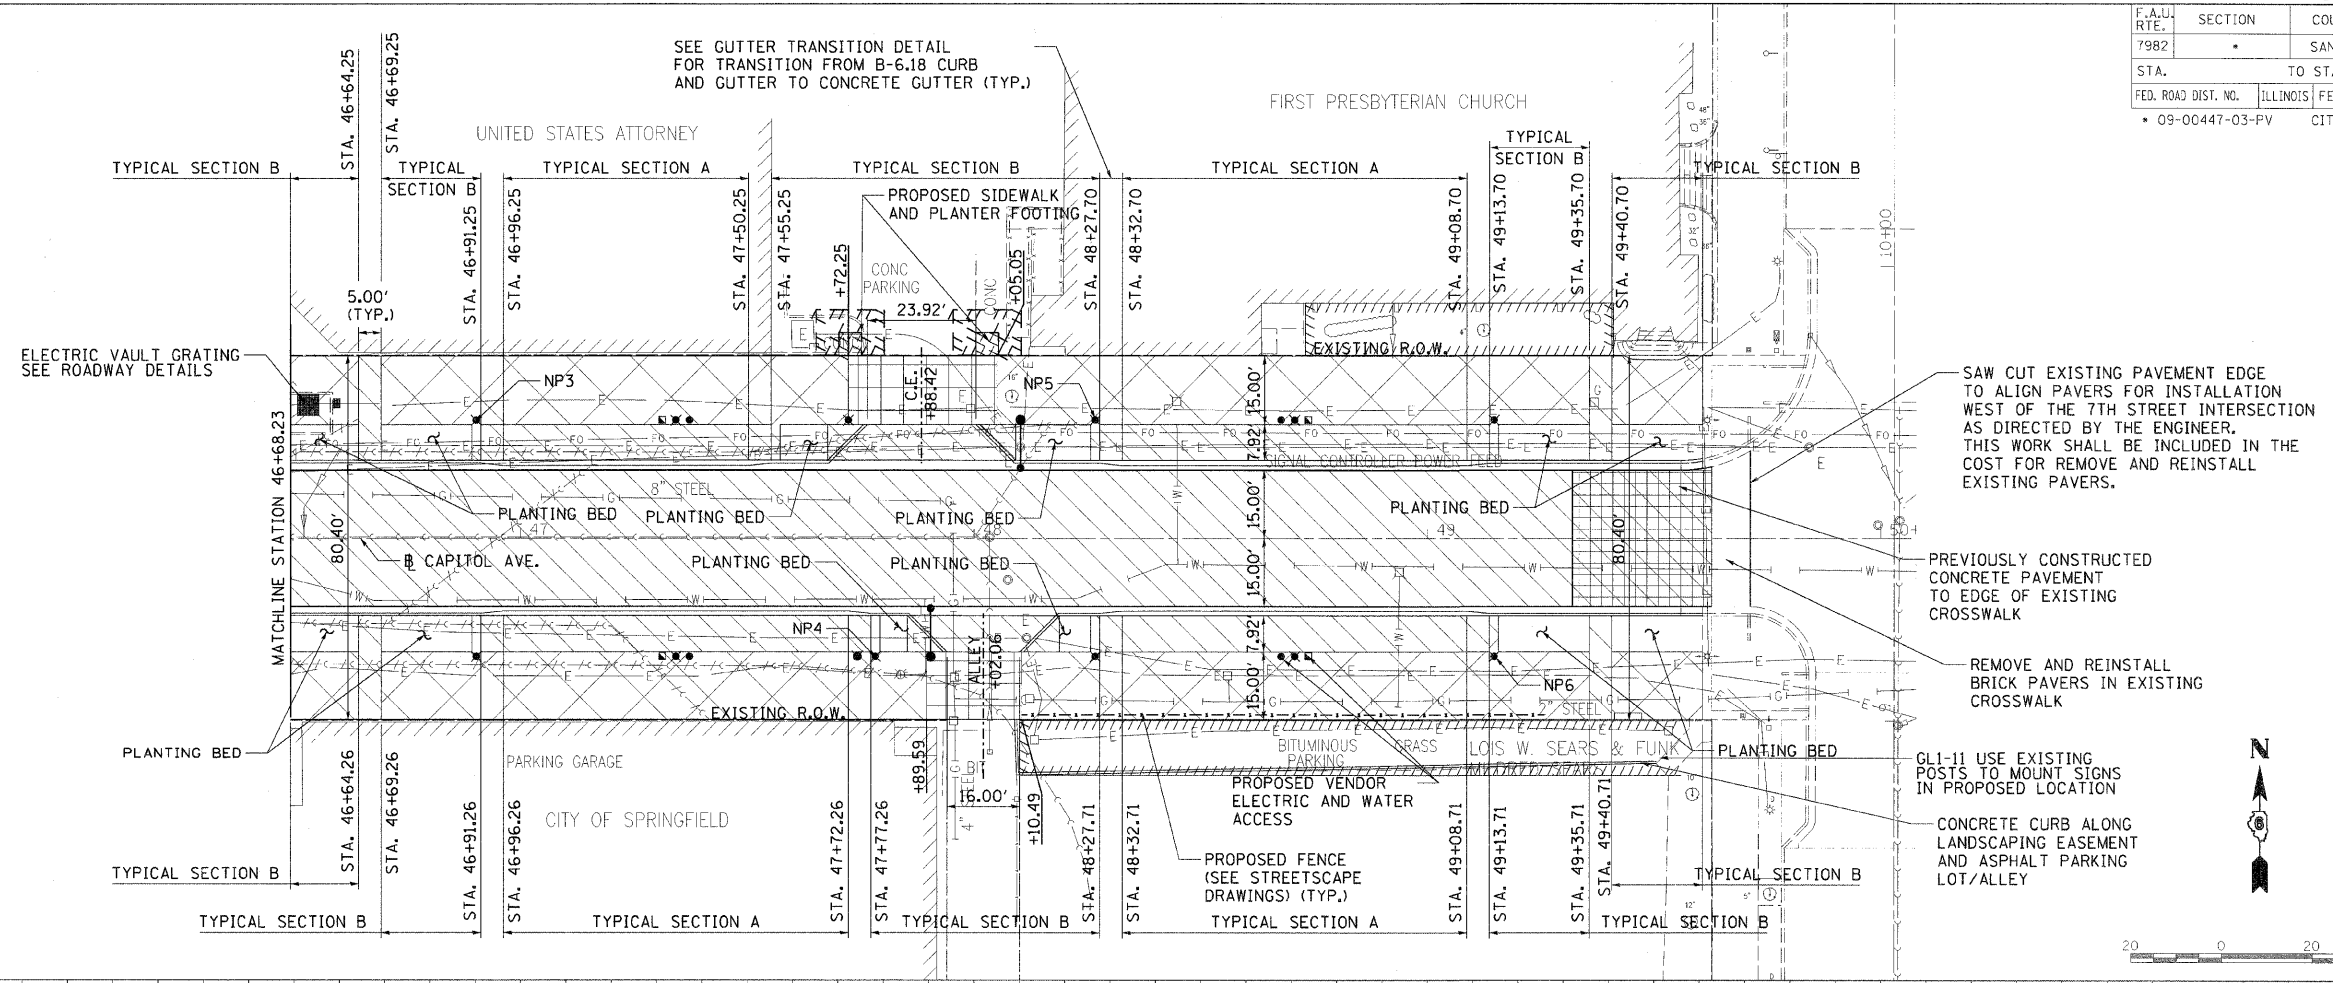 F.A.U. RTE.
SECTION
7982
*
STA.
TO STA
FED. ROAD DIST. NO.
ILLINOIS
* 09-00447-03-PV
SEE GUTTER TRANSITION DETAIL
FOR TRANSITION FROM B-6.18 CURB
AND GUTTER TO CONCRETE GUTTER (TYP.)
UNITED STATES ATTORNEY
FIRST PRESBYTERIAN CHURCH
STA. 46+64.25
STA. 46+69.25
TYPICAL SECTION B
TYPICAL
SECTION B
TYPICAL SECTION A
TYPICAL SECTION B
TYPICAL SECTION A
TYPICAL
SECTION B
TYPICAL SECTION B
STA. 46+91.25
STA. 46+96.25
STA. 47+50.25
STA. 47+55.25
+72.25
PROPOSED SIDEWALK
AND PLANTER FOOTING
CONC
PARKING
23.92'
CONC
+05.05
STA. 48+27.70
STA. 48+32.70
STA. 49+08.70
STA. 49+13.70
STA. 49+35.70
STA. 49+40.70
10+00
5.00'
(TYP.)
ELECTRIC VAULT GRATING
SEE ROADWAY DETAILS
NP3
C.E.
+88.42
NP5
EXISTING R.O.W.
15.00'
7.92'
15.00'
15.00'
7.92'
15.00'
SIGNAL CONTROLLER POWER FEED
MATCHLINE STATION 46+68.23
80.40'
8" STEEL
PLANTING BED
PLANTING BED
PLANTING BED
PLANTING BED
47
48
49
80.40'
℄ CAPITOL AVE.
PLANTING BED
PLANTING BED
NP4
ALLEY
+02.06
NP6
2" STEEL
EXISTING R.O.W.
SAW CUT EXISTING PAVEMENT EDGE
TO ALIGN PAVERS FOR INSTALLATION
WEST OF THE 7TH STREET INTERSECTION
AS DIRECTED BY THE ENGINEER.
THIS WORK SHALL BE INCLUDED IN THE
COST FOR REMOVE AND REINSTALL
EXISTING PAVERS.
PREVIOUSLY CONSTRUCTED
CONCRETE PAVEMENT
TO EDGE OF EXISTING
CROSSWALK
REMOVE AND REINSTALL
BRICK PAVERS IN EXISTING
CROSSWALK
PLANTING BED
PARKING GARAGE
CITY OF SPRINGFIELD
+89.59
16.00'
+10.49
BIT
BITUMINOUS
PARKING
GRASS
LOIS W. SEARS & FUNK
PLANTING BED
PROPOSED VENDOR
ELECTRIC AND WATER
ACCESS
PROPOSED FENCE
(SEE STREETSCAPE
DRAWINGS) (TYP.)
GL1-11 USE EXISTING
POSTS TO MOUNT SIGNS
IN PROPOSED LOCATION
CONCRETE CURB ALONG
LANDSCAPING EASEMENT
AND ASPHALT PARKING
LOT/ALLEY
N
6
STA. 46+64.26
STA. 46+69.26
STA. 46+91.26
STA. 46+96.26
STA. 47+72.26
STA. 47+77.26
STA. 48+27.71
STA. 48+32.71
STA. 49+08.71
STA. 49+13.71
STA. 49+35.71
STA. 49+40.71
TYPICAL SECTION B
TYPICAL SECTION B
TYPICAL SECTION B
TYPICAL SECTION A
TYPICAL SECTION B
TYPICAL SECTION A
TYPICAL SECTION B
20 0 20